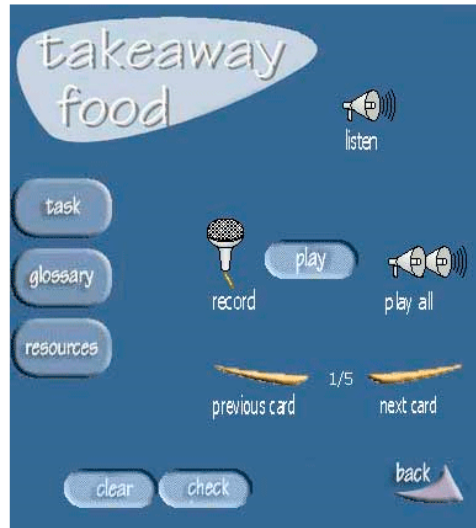 takeaway
food
listen
task
glossary
resources
record
play
play all
previous card
1/5
next card
clear
check
back